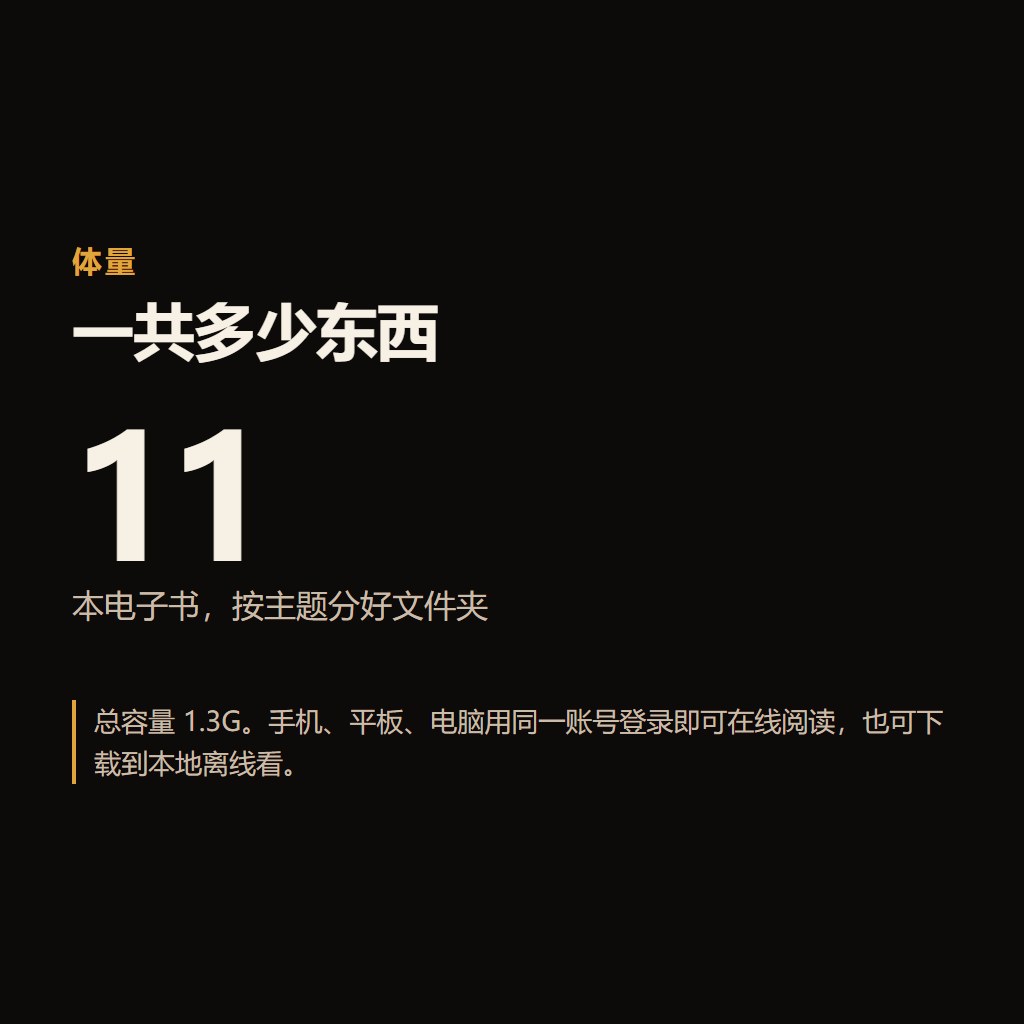 体量
一共多少东西
11
本电子书，按主题分好文件夹
总容量 1.3G。手机、平板、电脑用同一账号登录即可在线阅读，也可下
载到本地离线看。